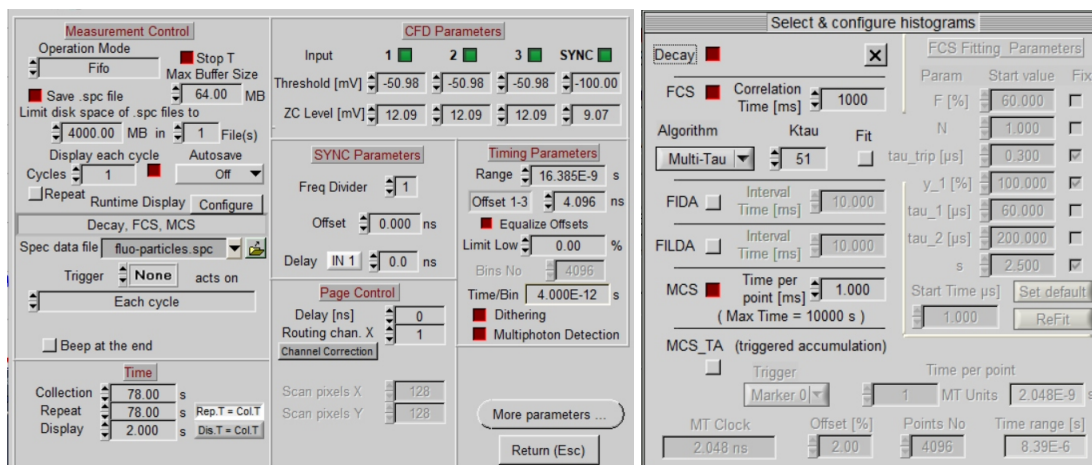 Measurement Control
Operation Mode
Fifo
Stop T
Max Buffer Size
64.00 MB
Save .spc file
Limit disk space of .spc files to
4000.00 MB in 1 File(s)
Display each cycle
Autosave
Cycles 1
Off
Repeat
Runtime Display Configure
Decay, FCS, MCS
Spec data file fluo-particles.spc
Trigger None acts on
Each cycle
Beep at the end
Time
Collection 78.00 s
Repeat 78.00 s Rep.T = Col.T
Display 2.000 s Dis.T = Col.T
CFD Parameters
Input 1 2 3 SYNC
Threshold [mV] -50.98 -50.98 -50.98 -100.00
ZC Level [mV] 12.09 12.09 12.09 9.07
SYNC Parameters
Freq Divider 1
Offset 0.000 ns
Delay IN 1 0.0 ns
Page Control
Delay [ns] 0
Routing chan. X 1
Channel Correction
Scan pixels X 128
Scan pixels Y 128
Timing Parameters
Range 16.385E-9 s
Offset 1-3 4.096 ns
Equalize Offsets
Limit Low 0.00 %
Bins No 4096
Time/Bin 4.000E-12 s
Dithering
Multiphoton Detection
More parameters ...
Return (Esc)
Select & configure histograms
Decay
X
FCS Correlation
Time [ms] 1000
Algorithm Ktau Fit
Multi-Tau 51
FIDA Interval
Time [ms] 10.000
FILDA Interval
Time [ms] 10.000
MCS Time per
point [ms] 1.000
( Max Time = 10000 s )
MCS_TA (triggered accumulation)
FCS Fitting_Parameters
Param Start value Fix
F [%] 60.000
N 1.000
tau_trip [µs] 0.300
y_1 [%] 100.000
tau_1 [µs] 60.000
tau_2 [µs] 200.000
s 2.500
Start Time µs] Set default
1.000 ReFit
Trigger Time per point
Marker 0 1 MT Units 2.048E-9 s
MT Clock Offset [%] Points No Time range [s]
2.048 ns 2.00 4096 8.39E-6